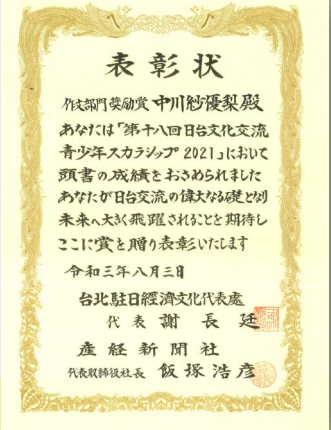 表彰状
作文部門奨励賞 中川紗優梨殿
あなたは「第十八回日台文化交流
青少年スカラシップ2021」において
頭書の成績をおさめられました
あなたが日台交流の偉大なる礎となり
未来へ大きく飛躍されることを期待し
ここに賞を贈り表彰いたします
令和三年八月三日
台北駐日經濟文化代表處
代表 謝長廷
産経新聞社
代表取締役社長 飯塚浩彦